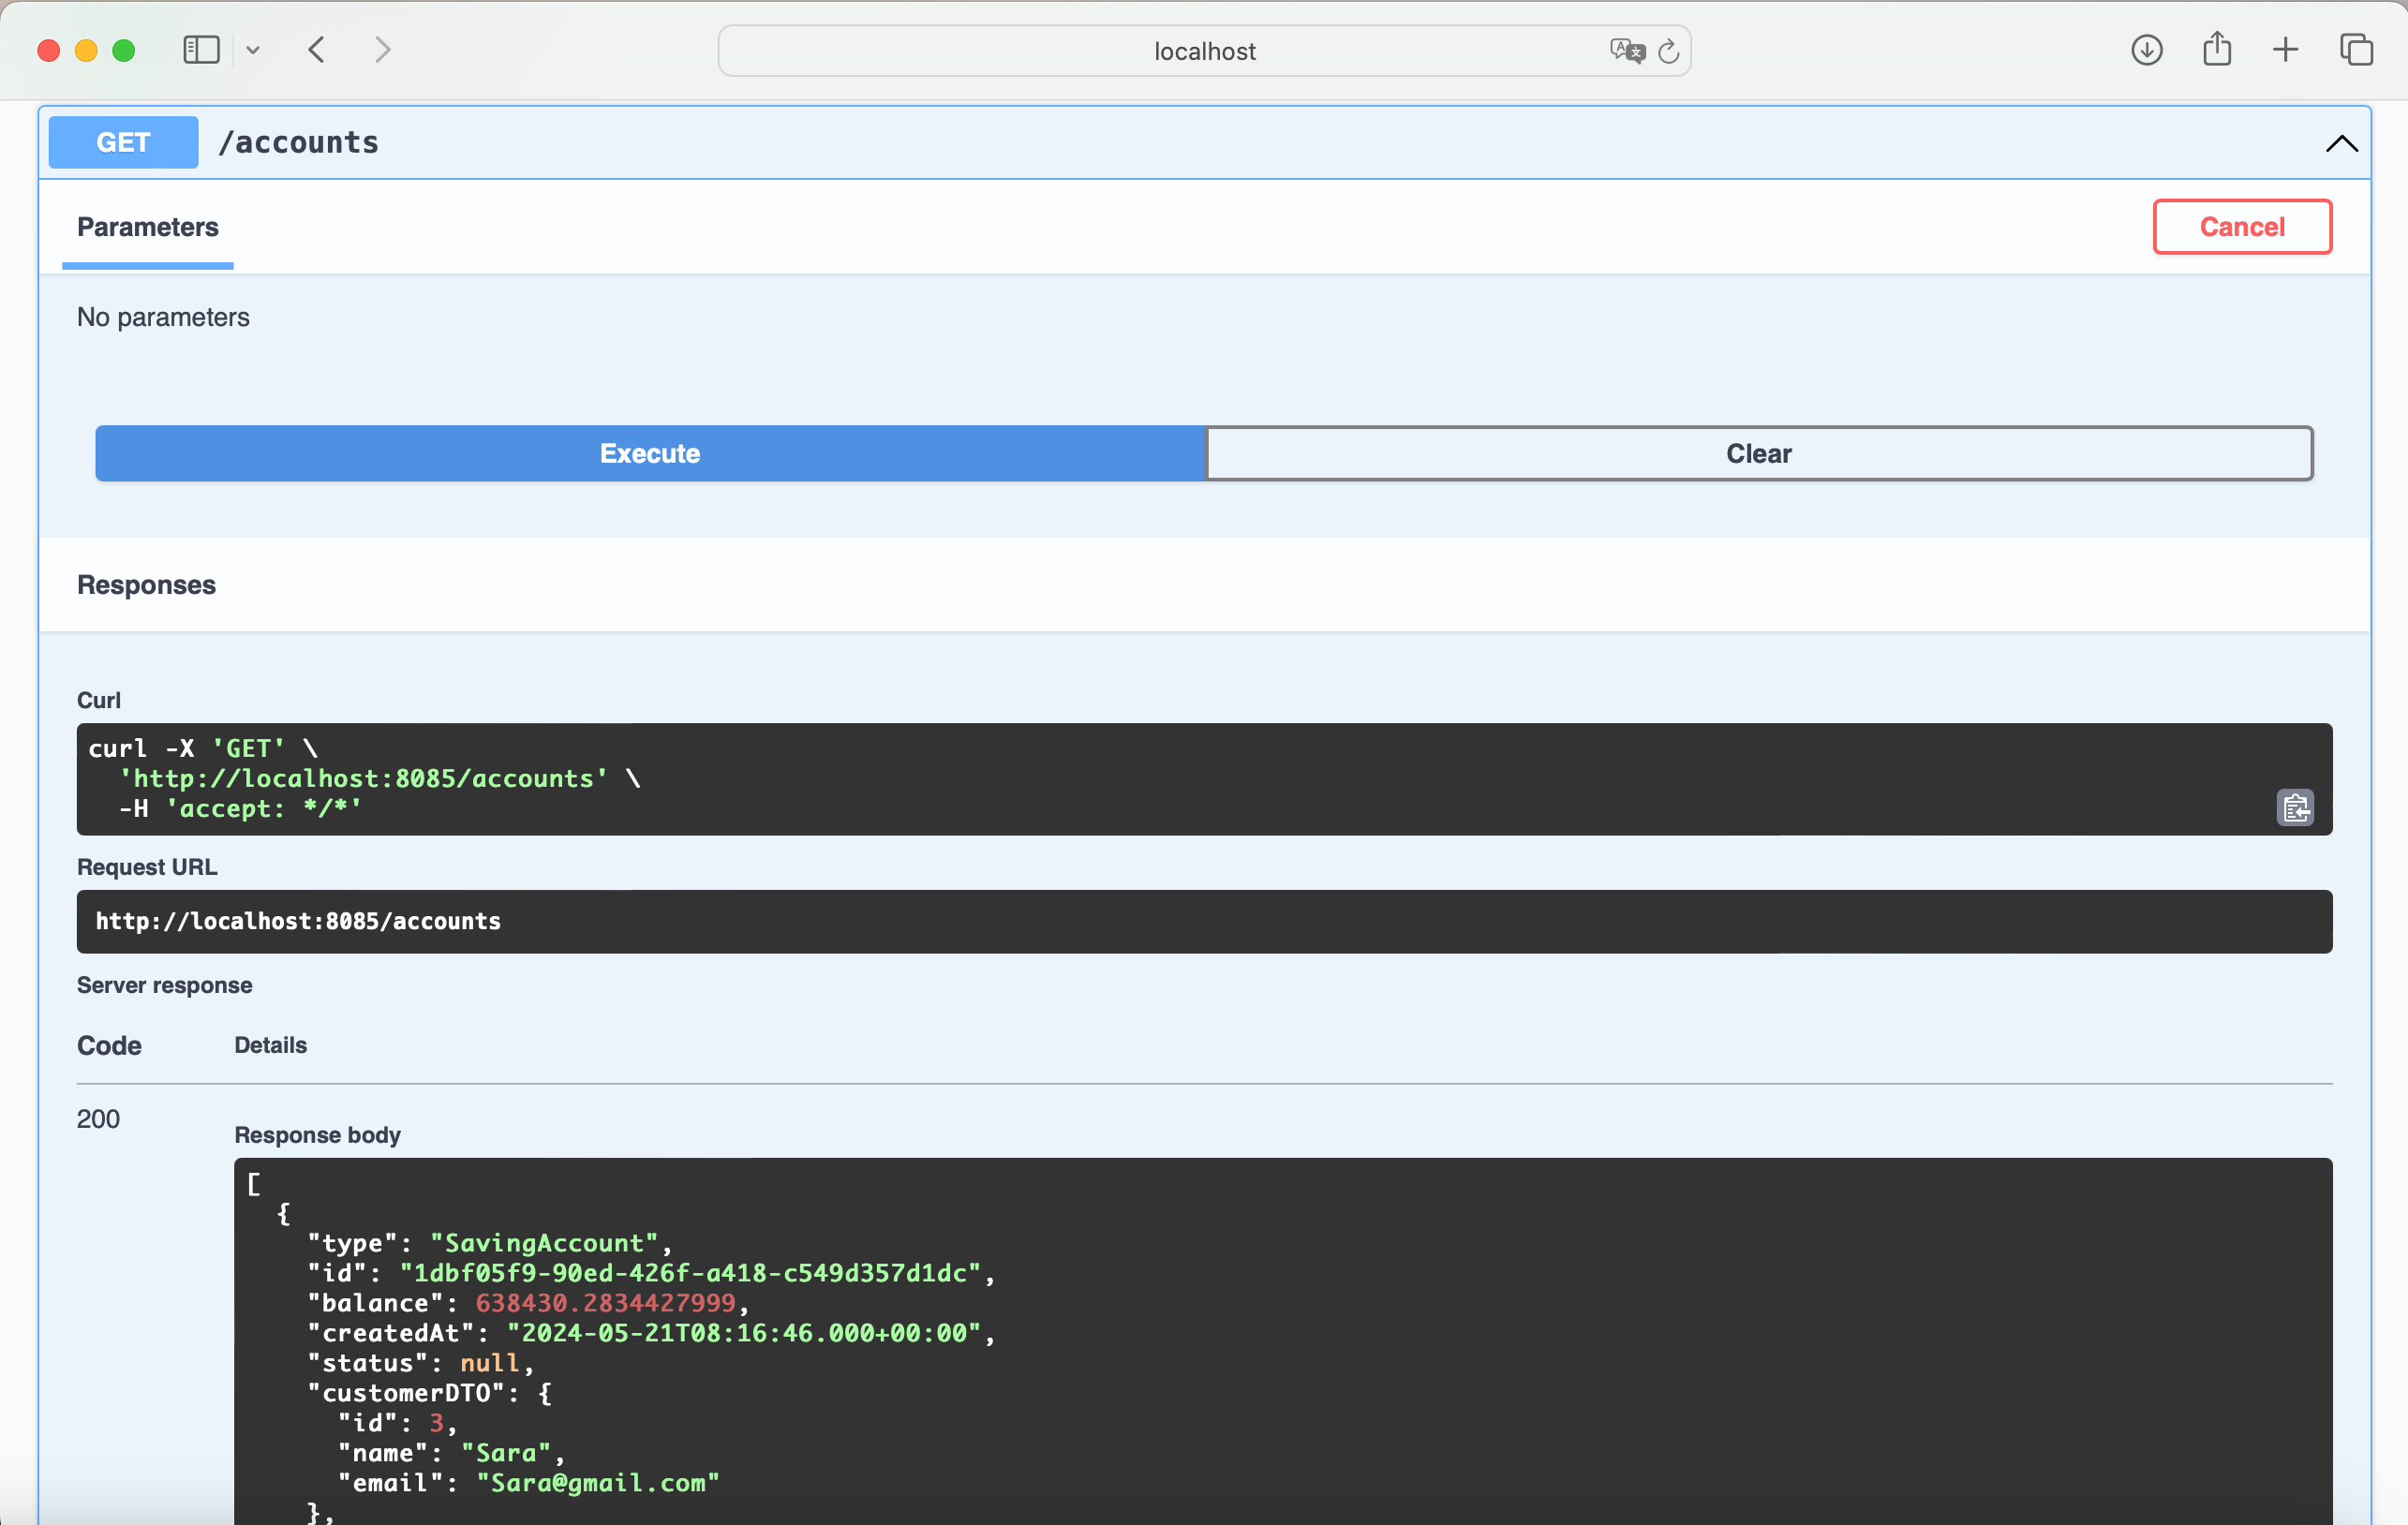 localhost
GET /accounts
Parameters
Cancel
No parameters
Execute
Clear
Responses
Curl
curl -X 'GET' \
  'http://localhost:8085/accounts' \
  -H 'accept: */*'
Request URL
http://localhost:8085/accounts
Server response
Code Details
200
Response body
[
  {
    "type": "SavingAccount",
    "id": "1dbf05f9-90ed-426f-a418-c549d357d1dc",
    "balance": 638430.2834427999,
    "createdAt": "2024-05-21T08:16:46.000+00:00",
    "status": null,
    "customerDTO": {
      "id": 3,
      "name": "Sara",
      "email": "Sara@gmail.com"
    },